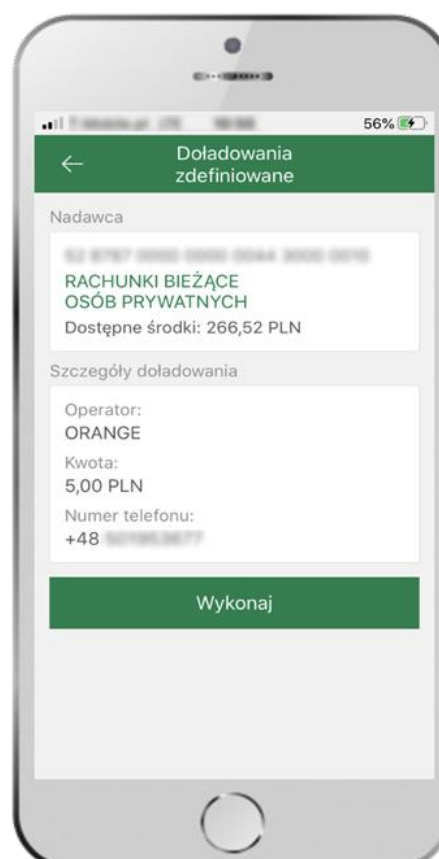 56%
Doładowania
zdefiniowane
Nadawca
RACHUNKI BIEŻĄCE
OSÓB PRYWATNYCH
Dostępne środki: 266,52 PLN
Szczegóły doładowania
Operator:
ORANGE
Kwota:
5,00 PLN
Numer telefonu:
+48
Wykonaj